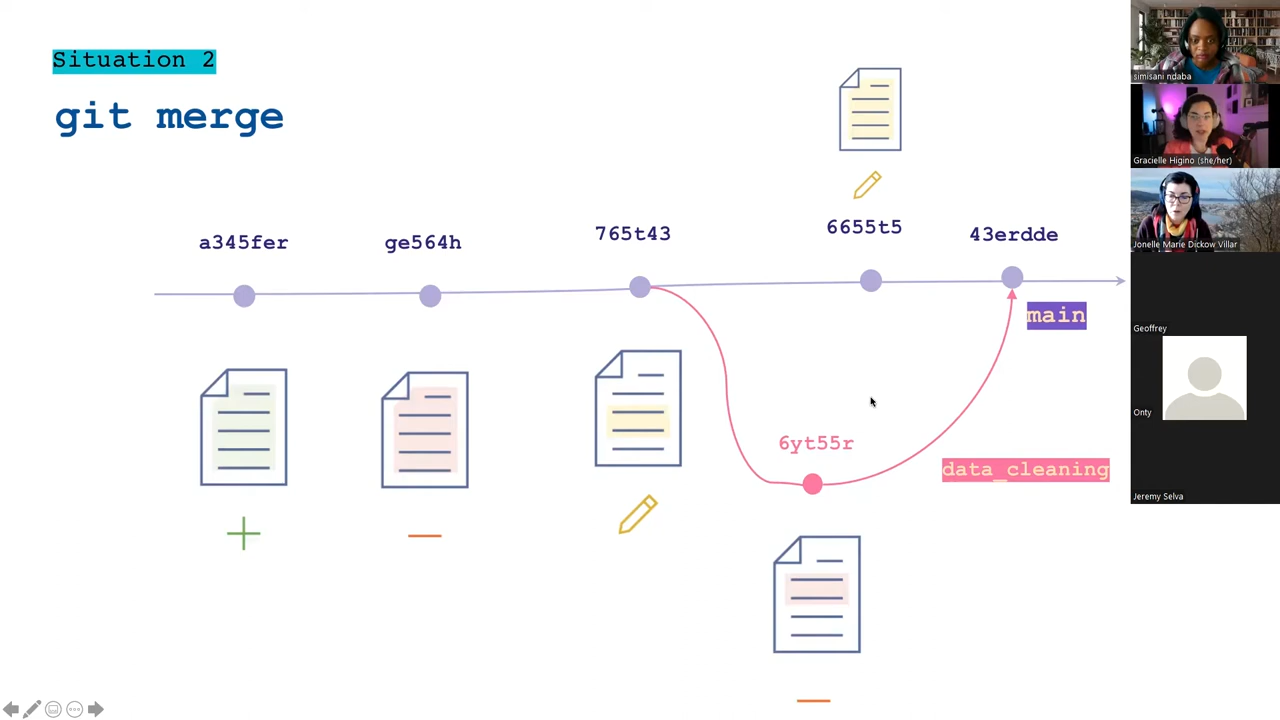 Situation 2
git merge
a345fer
ge564h
765t43
6655t5
43erdde
main
6yt55r
data_cleaning
simisani ndaba
Gracielle Higino (she/her)
Jonelle Marie Dickow Villar
Geoffrey
Onty
Jeremy Selva